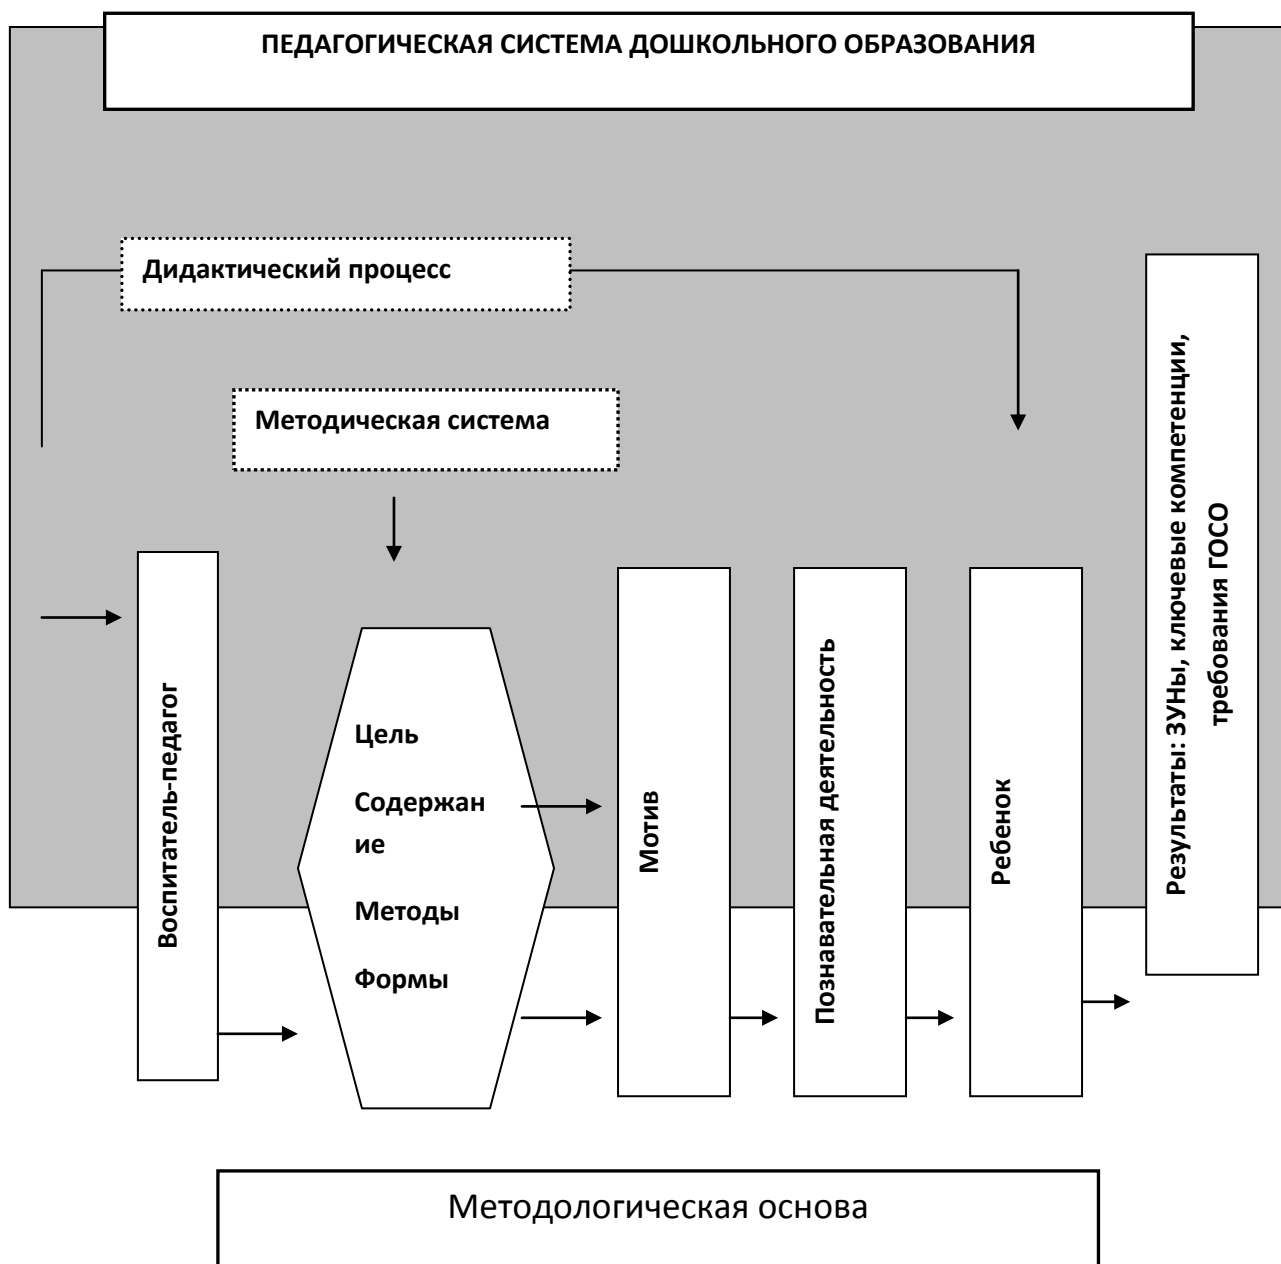 ПЕДАГОГИЧЕСКАЯ СИСТЕМА ДОШКОЛЬНОГО ОБРАЗОВАНИЯ
Дидактический процесс
Методическая система
Воспитатель-педагог
Цель
Содержан
ие
Методы
Формы
Мотив
Познавательная деятельность
Ребенок
Результаты: ЗУНы, ключевые компетенции,
требования ГОСО
Методологическая основа